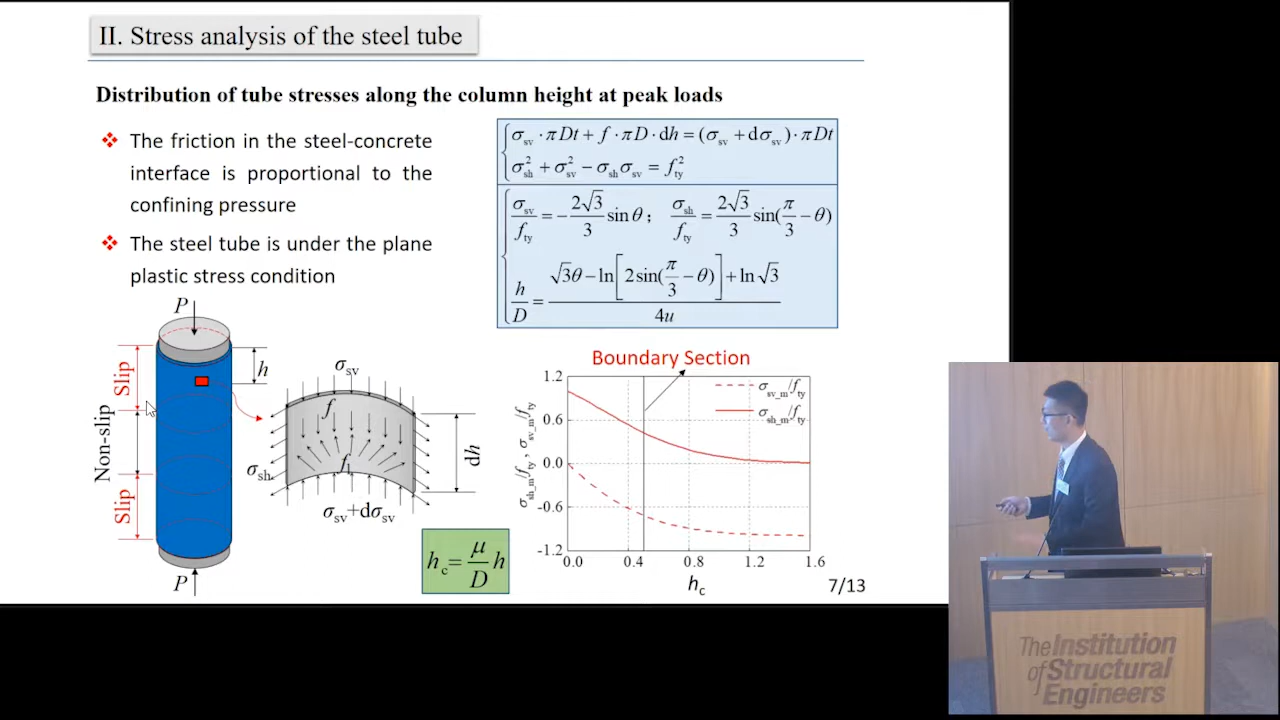 II. Stress analysis of the steel tube
Distribution of tube stresses along the column height at peak loads
❖ The friction in the steel-concrete
interface is proportional to the
confining pressure
❖ The steel tube is under the plane
plastic stress condition
σ_sv · πDt + f · πD · dh = (σ_sv + dσ_sv) · πDt
σ_sh² + σ_sv² − σ_sh σ_sv = f_ty²
σ_sv/f_ty = −(2√3/3) sin θ; σ_sh/f_ty = (2√3/3) sin(π/3 − θ)
h/D = (√3θ − ln[2sin(π/3 − θ)] + ln√3)/4u
P
Slip
Non-slip
Slip
h
P
σ_sv
f
f_l
σ_sh
dh
σ_sv+dσ_sv
h_c = (μ/D) h
Boundary Section
σ_sv_m/f_ty
σ_sh_m/f_ty
σ_sh_m/f_ty, σ_sv_m/f_ty
1.2
0.6
0.0
-0.6
-1.2
0.0 0.4 0.8 1.2 1.6
h_c
7/13
The Institution
of Structural
Engineers